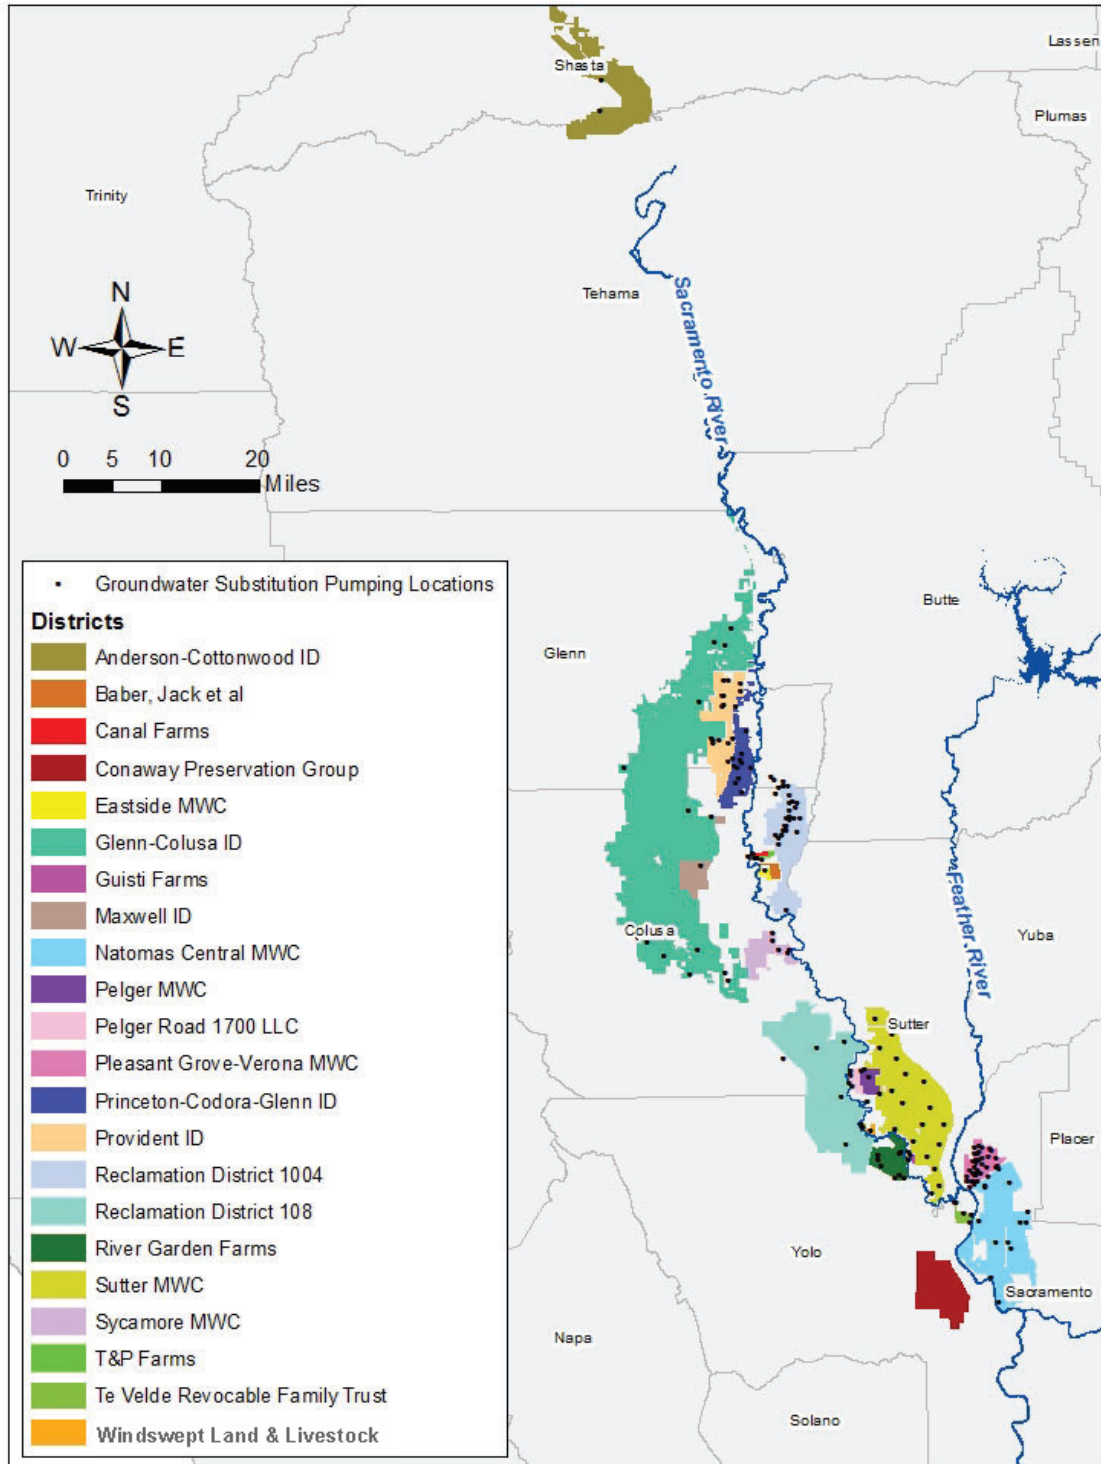 Shasta
Lassen
Plumas
Trinity
Tehama
Sacramento River
N
W E
S
0 5 10 20
Miles
Butte
Glenn
Groundwater Substitution Pumping Locations
Districts
Anderson-Cottonwood ID
Baber, Jack et al
Canal Farms
Conaway Preservation Group
Eastside MWC
Glenn-Colusa ID
Guisti Farms
Maxwell ID
Natomas Central MWC
Pelger MWC
Pelger Road 1700 LLC
Pleasant Grove-Verona MWC
Princeton-Codora-Glenn ID
Provident ID
Reclamation District 1004
Reclamation District 108
River Garden Farms
Sutter MWC
Sycamore MWC
T&P Farms
Te Velde Revocable Family Trust
Windswept Land & Livestock
Colusa
Feather River
Yuba
Sutter
Placer
Yolo
Sacramento
Napa
Solano